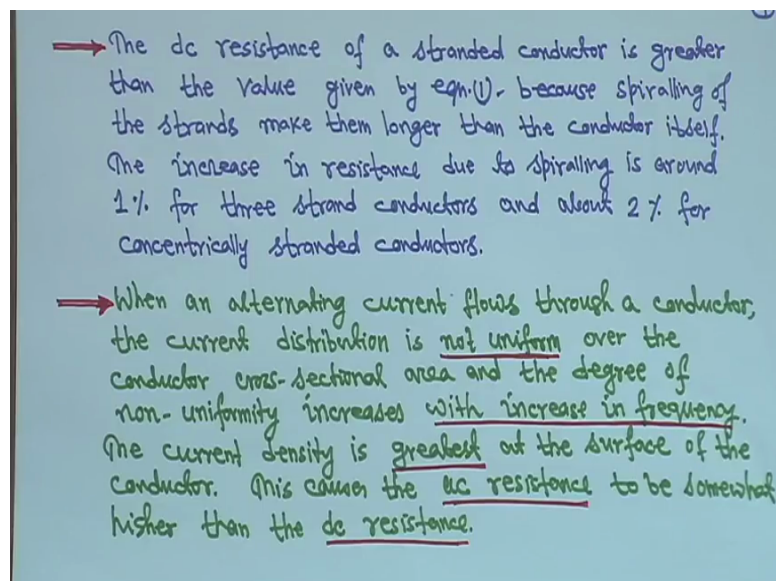 The dc resistance of a stranded conductor is greater
than the value given by eqn.(1)- because spiralling of
the strands make them longer than the conductor itself.
The increase in resistance due to spiralling is around
1% for three strand conductors and about 2% for
concentrically stranded conductors.
When an alternating current flows through a conductor,
the current distribution is not uniform over the
conductor cross-sectional area and the degree of
non-uniformity increases with increase in frequency.
The current density is greatest at the surface of the
conductor. This causes the ac resistance to be somewhat
higher than the dc resistance.